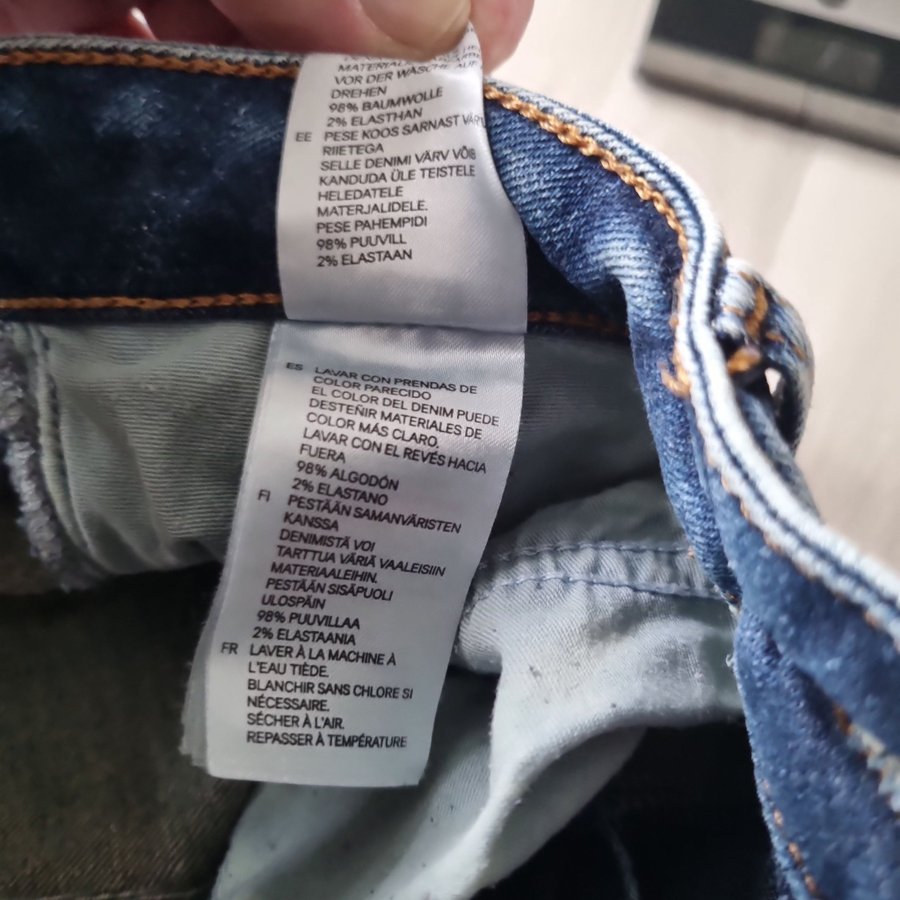 MATERIAL
VOR DER WÄSCHE AUF
DREHEN
98% BAUMWOLLE
2% ELASTHAN
EE PESE KOOS SARNAST VÄRVI
RIIETEGA
SELLE DENIMI VÄRV VÕIB
KANDUDA ÜLE TEISTELE
HELEDATELE
MATERJALIDELE.
PESE PAHEMPIDI
98% PUUVILL
2% ELASTAAN
ES LAVAR CON PRENDAS DE
COLOR PARECIDO
EL COLOR DEL DENIM PUEDE
DESTEÑIR MATERIALES DE
COLOR MÁS CLARO.
LAVAR CON EL REVÉS HACIA
FUERA
98% ALGODÓN
2% ELASTANO
FI PESTÄÄN SAMANVÄRISTEN
KANSSA
DENIMISTÄ VOI
TARTTUA VÄRIÄ VAALEISIIN
MATERIAALEIHIN.
PESTÄÄN SISÄPUOLI
ULOSPÄIN
98% PUUVILLAA
2% ELASTAANIA
FR LAVER À LA MACHINE À
L'EAU TIÈDE.
BLANCHIR SANS CHLORE SI
NÉCESSAIRE.
SÉCHER À L'AIR.
REPASSER À TEMPÉRATURE